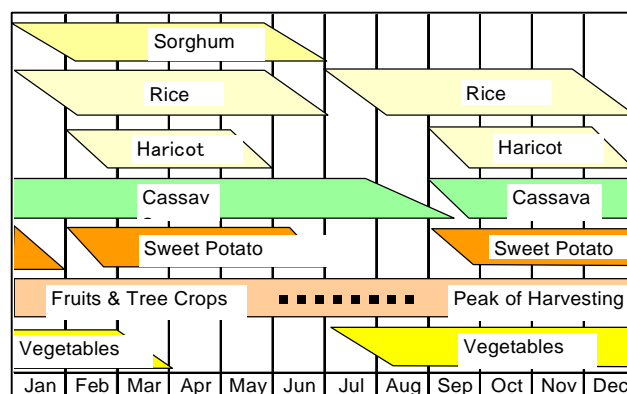 Sorghum
Rice Rice
Haricot Haricot
Cassav Cassava
Sweet Potato Sweet Potato
Fruits & Tree Crops Peak of Harvesting
Vegetables Vegetables
Jan Feb Mar Apr May Jun Jul Aug Sep Oct Nov Dec